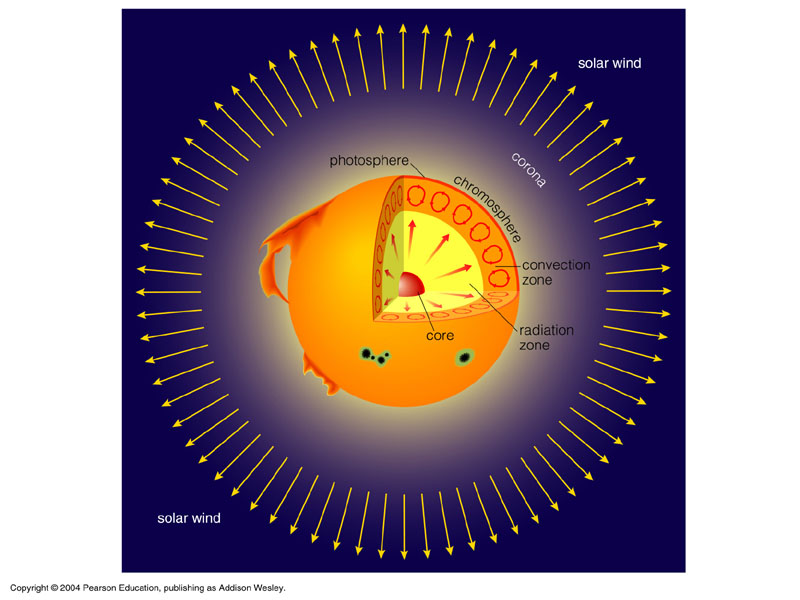 solar wind
corona
photosphere
chromosphere
convection
zone
radiation
zone
core
solar wind
Copyright © 2004 Pearson Education, publishing as Addison Wesley.